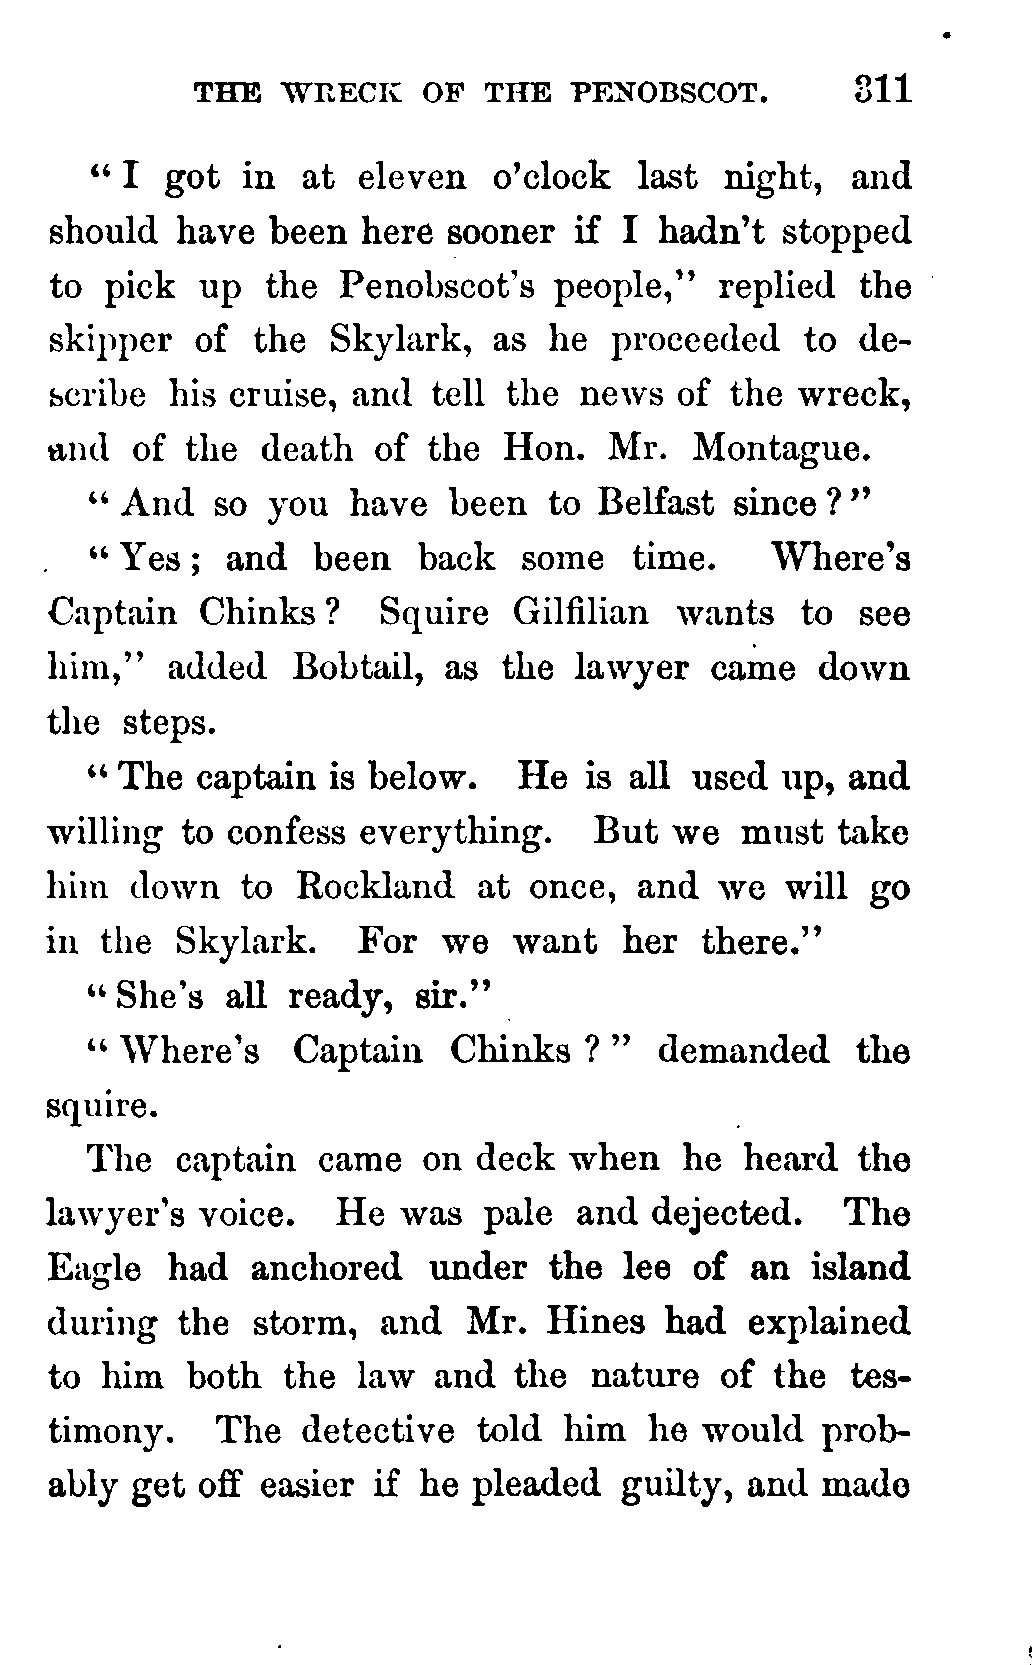 THE WRECK OF THE PENOBSCOT. 311
"I got in at eleven o'clock last night, and
should have been here sooner if I hadn't stopped
to pick up the Penobscot's people," replied the
skipper of the Skylark, as he proceeded to de-
scribe his cruise, and tell the news of the wreck,
and of the death of the Hon. Mr. Montague.
"And so you have been to Belfast since?"
"Yes; and been back some time. Where's
Captain Chinks? Squire Gilfilian wants to see
him," added Bobtail, as the lawyer came down
the steps.
"The captain is below. He is all used up, and
willing to confess everything. But we must take
him down to Rockland at once, and we will go
in the Skylark. For we want her there."
"She's all ready, sir."
"Where's Captain Chinks?" demanded the
squire.
The captain came on deck when he heard the
lawyer's voice. He was pale and dejected. The
Eagle had anchored under the lee of an island
during the storm, and Mr. Hines had explained
to him both the law and the nature of the tes-
timony. The detective told him he would prob-
ably get off easier if he pleaded guilty, and made